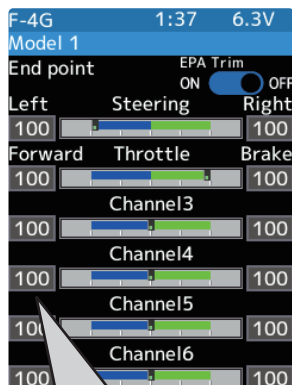 F-4G 1:37 6.3V
Model 1
End point EPA Trim
ON OFF
Left Steering Right
100 100
Forward Throttle Brake
100 100
Channel3
100 100
Channel4
100 100
Channel5
100
Channel6
100 100